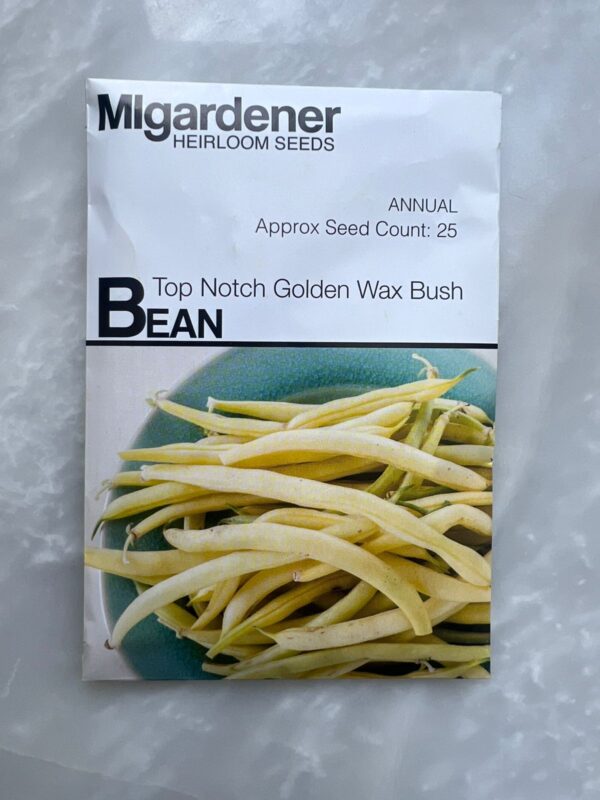 MIgardener
HEIRLOOM SEEDS
ANNUAL
Approx Seed Count: 25
Top Notch Golden Wax Bush
BEAN